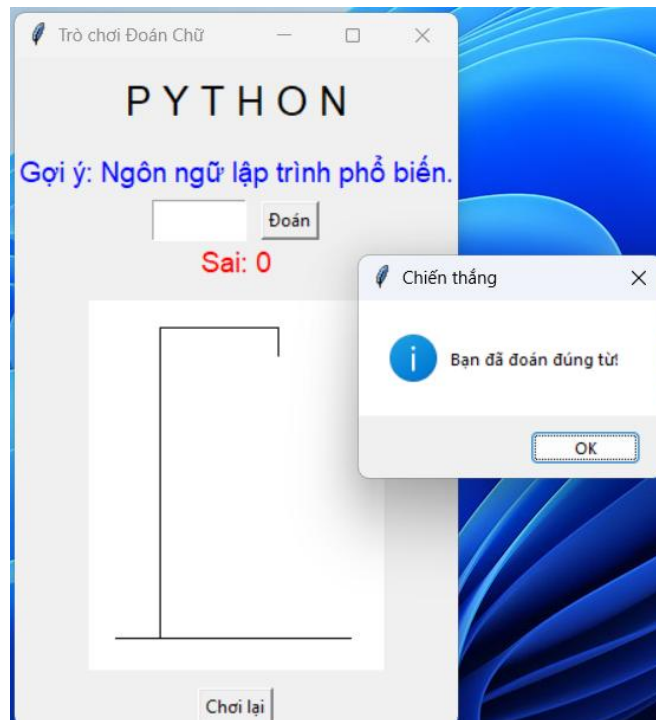 Trò chơi Đoán Chữ
P Y T H O N
Gợi ý: Ngôn ngữ lập trình phổ biến.
Đoán
Sai: 0
Chiến thắng
Bạn đã đoán đúng từ!
OK
Chơi lại